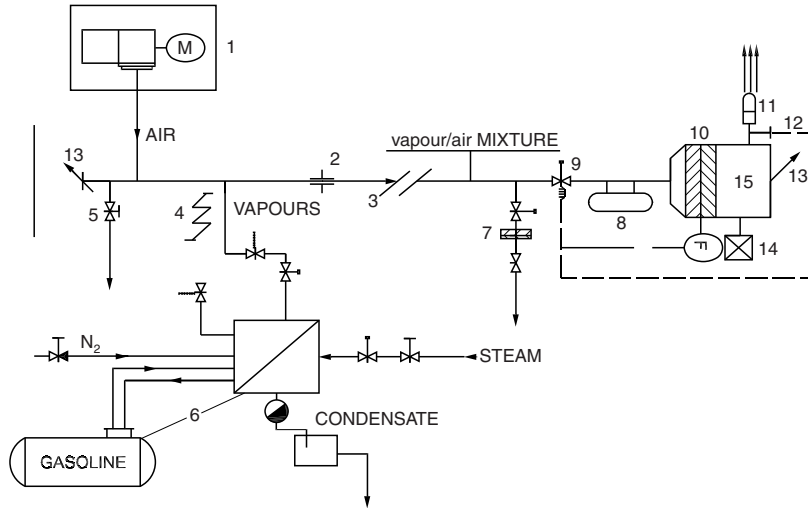 M
1
AIR
11
12
vapour/air MIXTURE
10
13
2
9
3
15
13
4
VAPOURS
5
8
7
F
14
N₂
STEAM
6
CONDENSATE
GASOLINE